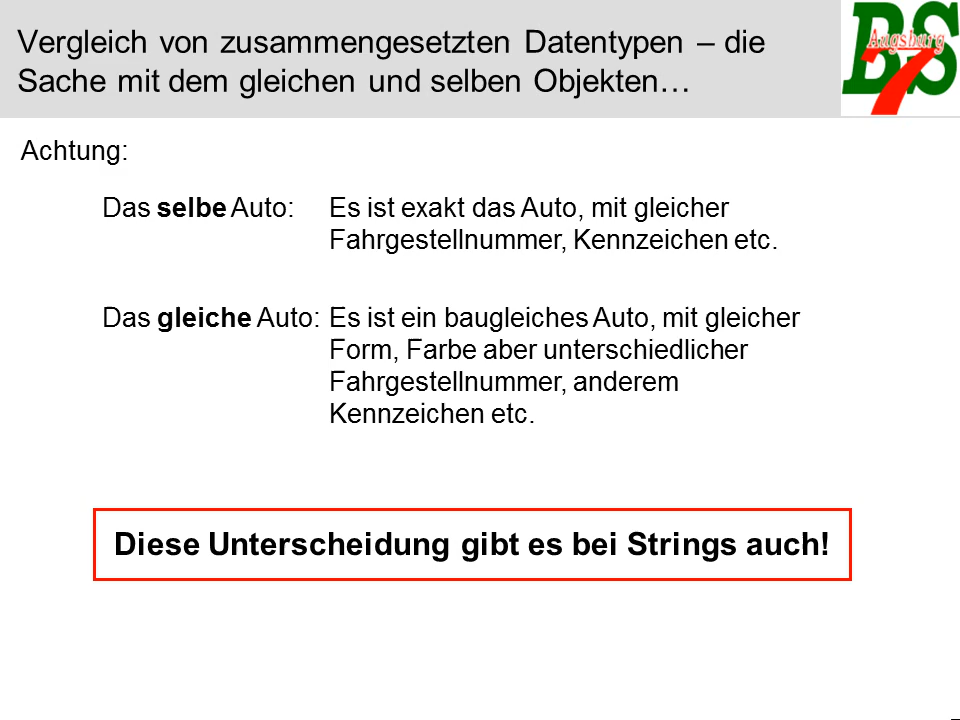 Vergleich von zusammengesetzten Datentypen – die
Sache mit dem gleichen und selben Objekten…
BS
7
Augsburg
Achtung:
Das selbe Auto: Es ist exakt das Auto, mit gleicher
Fahrgestellnummer, Kennzeichen etc.
Das gleiche Auto: Es ist ein baugleiches Auto, mit gleicher
Form, Farbe aber unterschiedlicher
Fahrgestellnummer, anderem
Kennzeichen etc.
Diese Unterscheidung gibt es bei Strings auch!